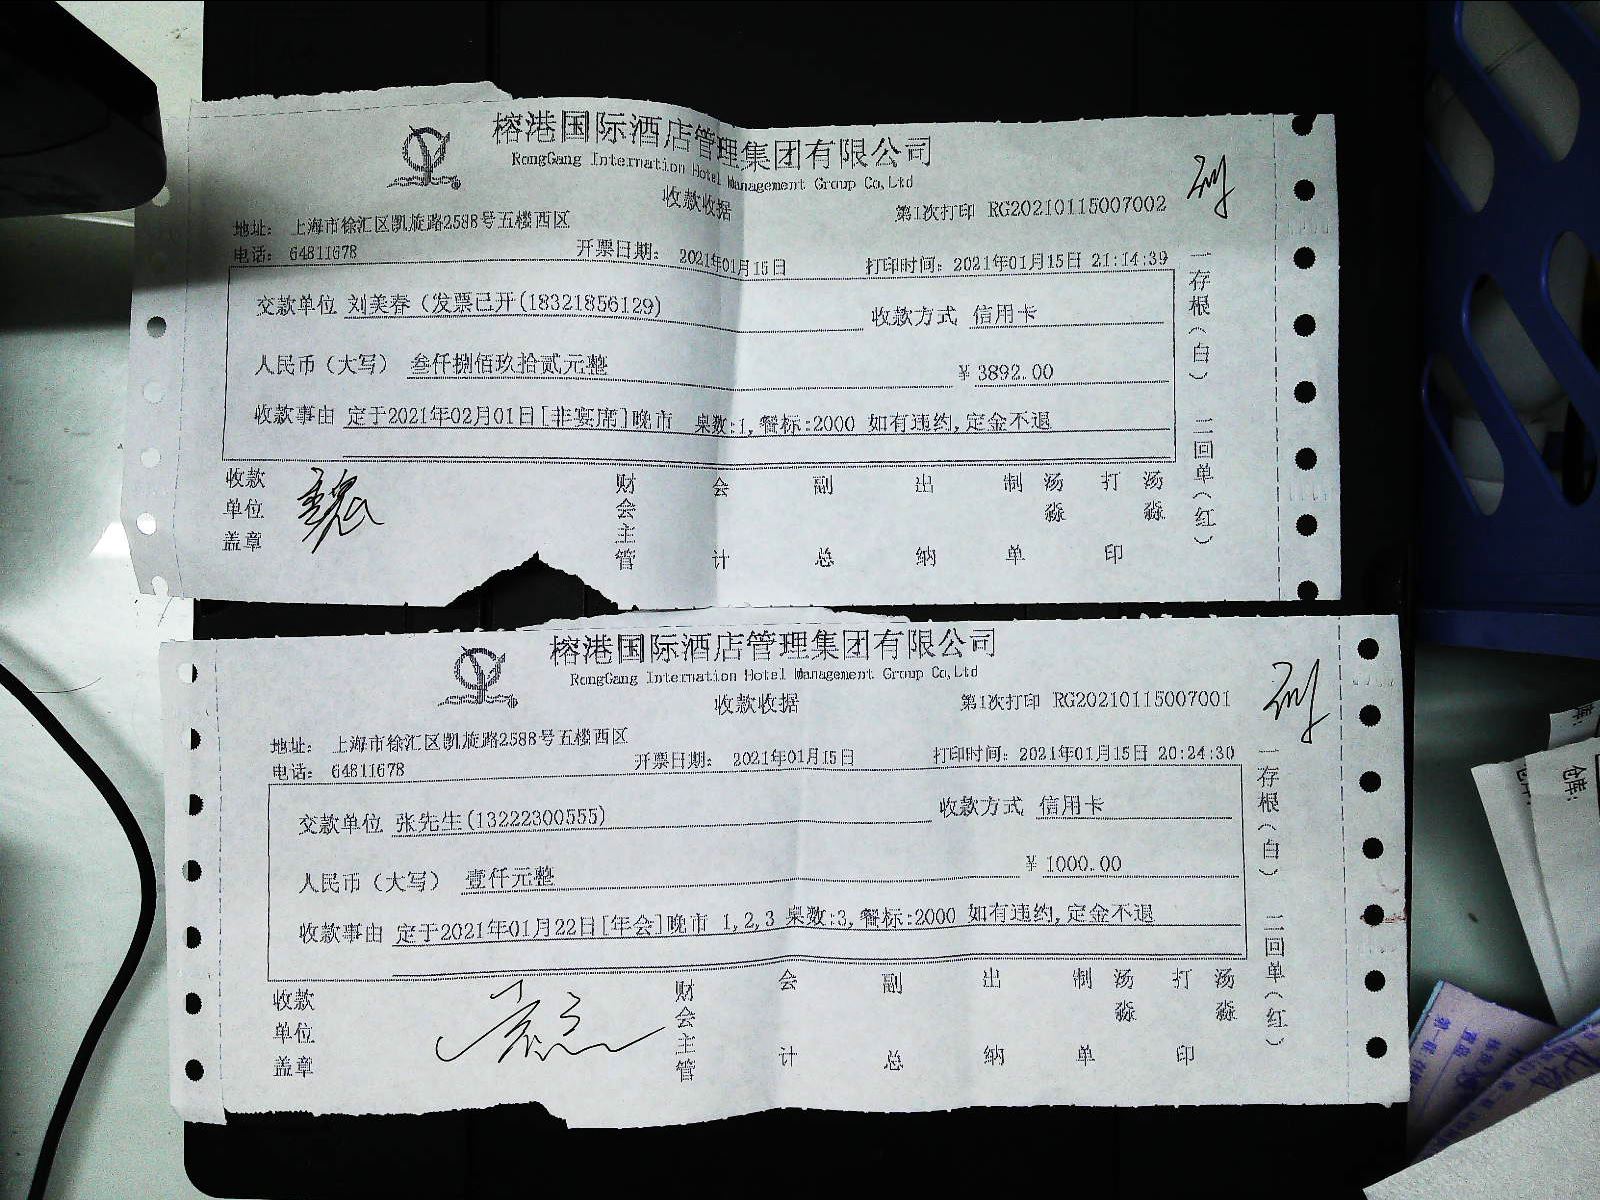 榕港国际酒店管理集团有限公司
RongGang Internation Hotel Management Group Co,Ltd
收款收据
第1次打印 RG20210115007002
地址： 上海市徐汇区凯旋路2588号五楼西区
电话： 64811678
开票日期： 2021年01月15日
打印时间：2021年01月15日 21:14:39
交款单位 刘美春（发票已开(18321856129)
收款方式 信用卡
人民币（大写） 叁仟捌佰玖拾贰元整
¥ 3892.00
收款事由 定于2021年02月01日[非宴席]晚市 桌数:1,餐标:2000 如有违约,定金不退
收款单位盖章
财会主管
会计
副总
出纳
制单 汤淼
打印 汤淼
一存根（白） 二回单（红）
榕港国际酒店管理集团有限公司
RongGang Internation Hotel Management Group Co,Ltd
收款收据
第1次打印 RG20210115007001
地址： 上海市徐汇区凯旋路2588号五楼西区
电话： 64811678
开票日期： 2021年01月15日
打印时间：2021年01月15日 20:24:30
交款单位 张先生(13222300555)
收款方式 信用卡
人民币（大写） 壹仟元整
¥ 1000.00
收款事由 定于2021年01月22日[年会]晚市 1,2,3 桌数:3,餐标:2000 如有违约,定金不退
收款单位盖章
财会主管
会计
副总
出纳
制单 汤淼
打印 汤淼
一存根（白） 二回单（红）
仓库: